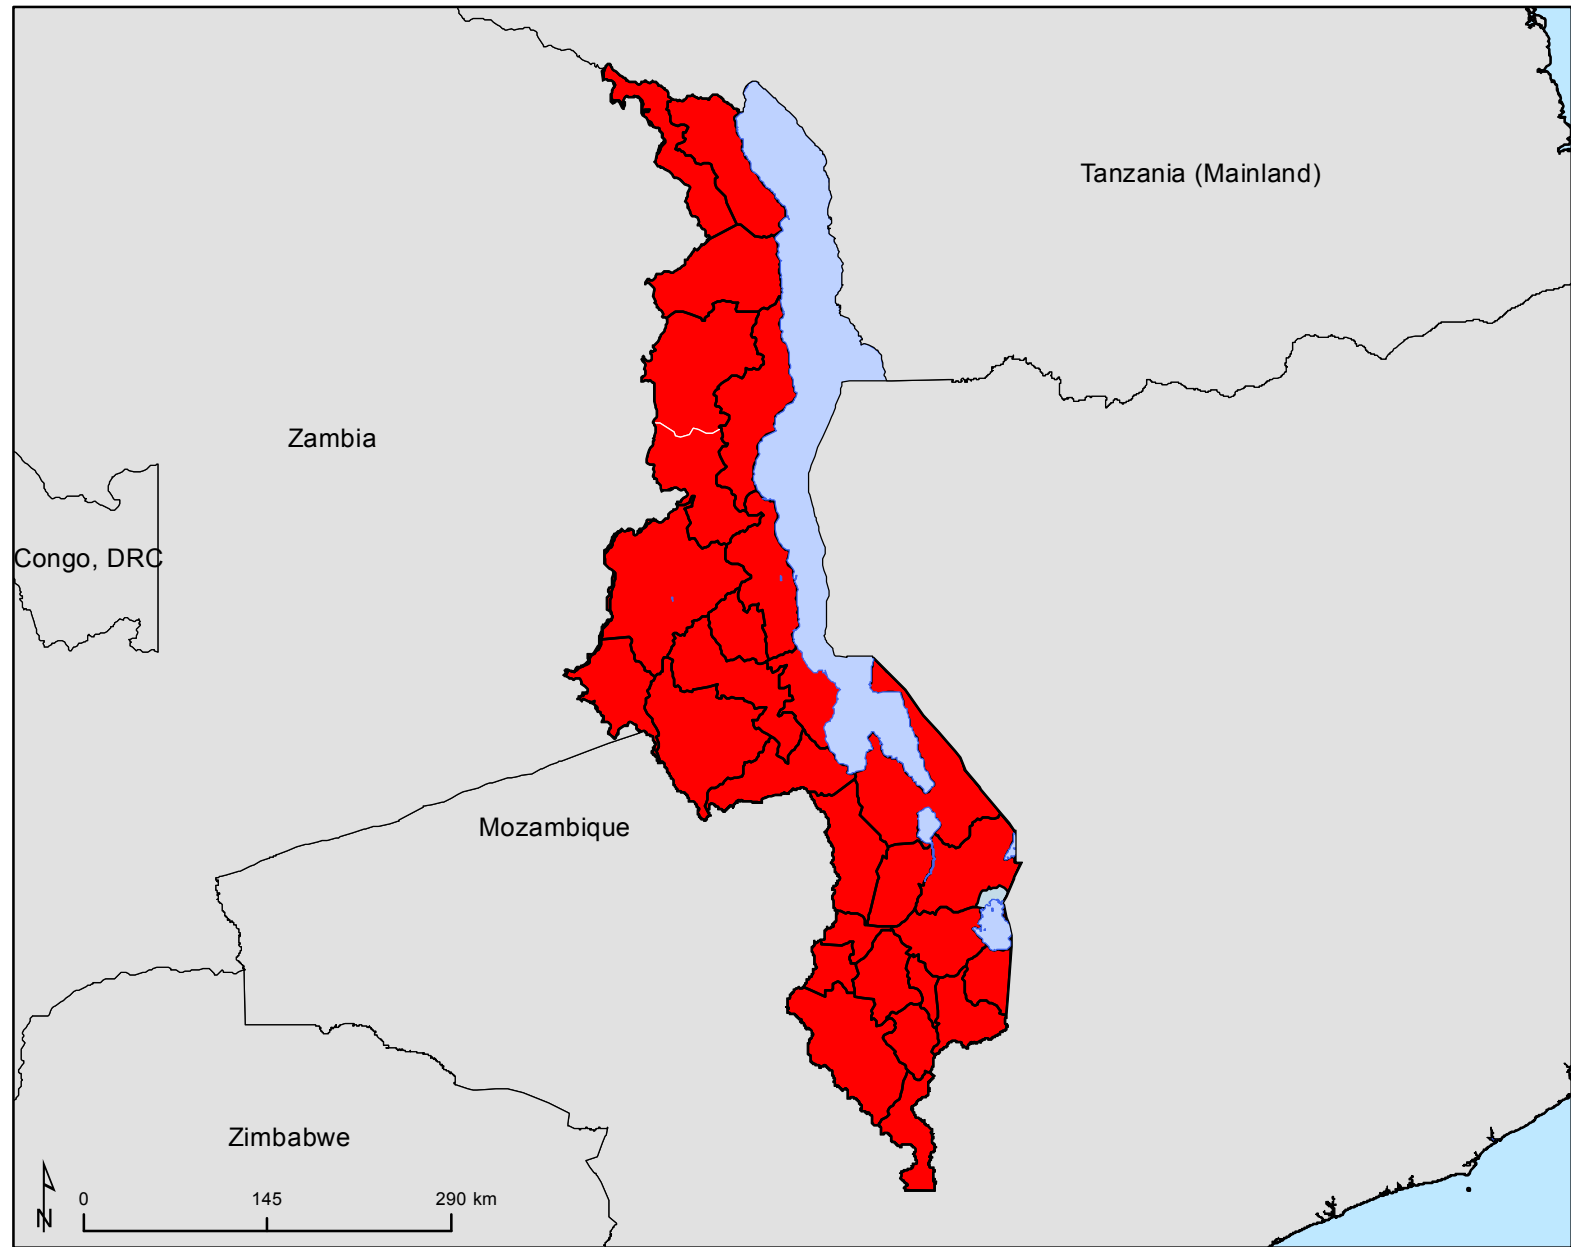 Tanzania (Mainland)
Zambia
Congo, DRC
Mozambique
Zimbabwe
N
0 145 290 km